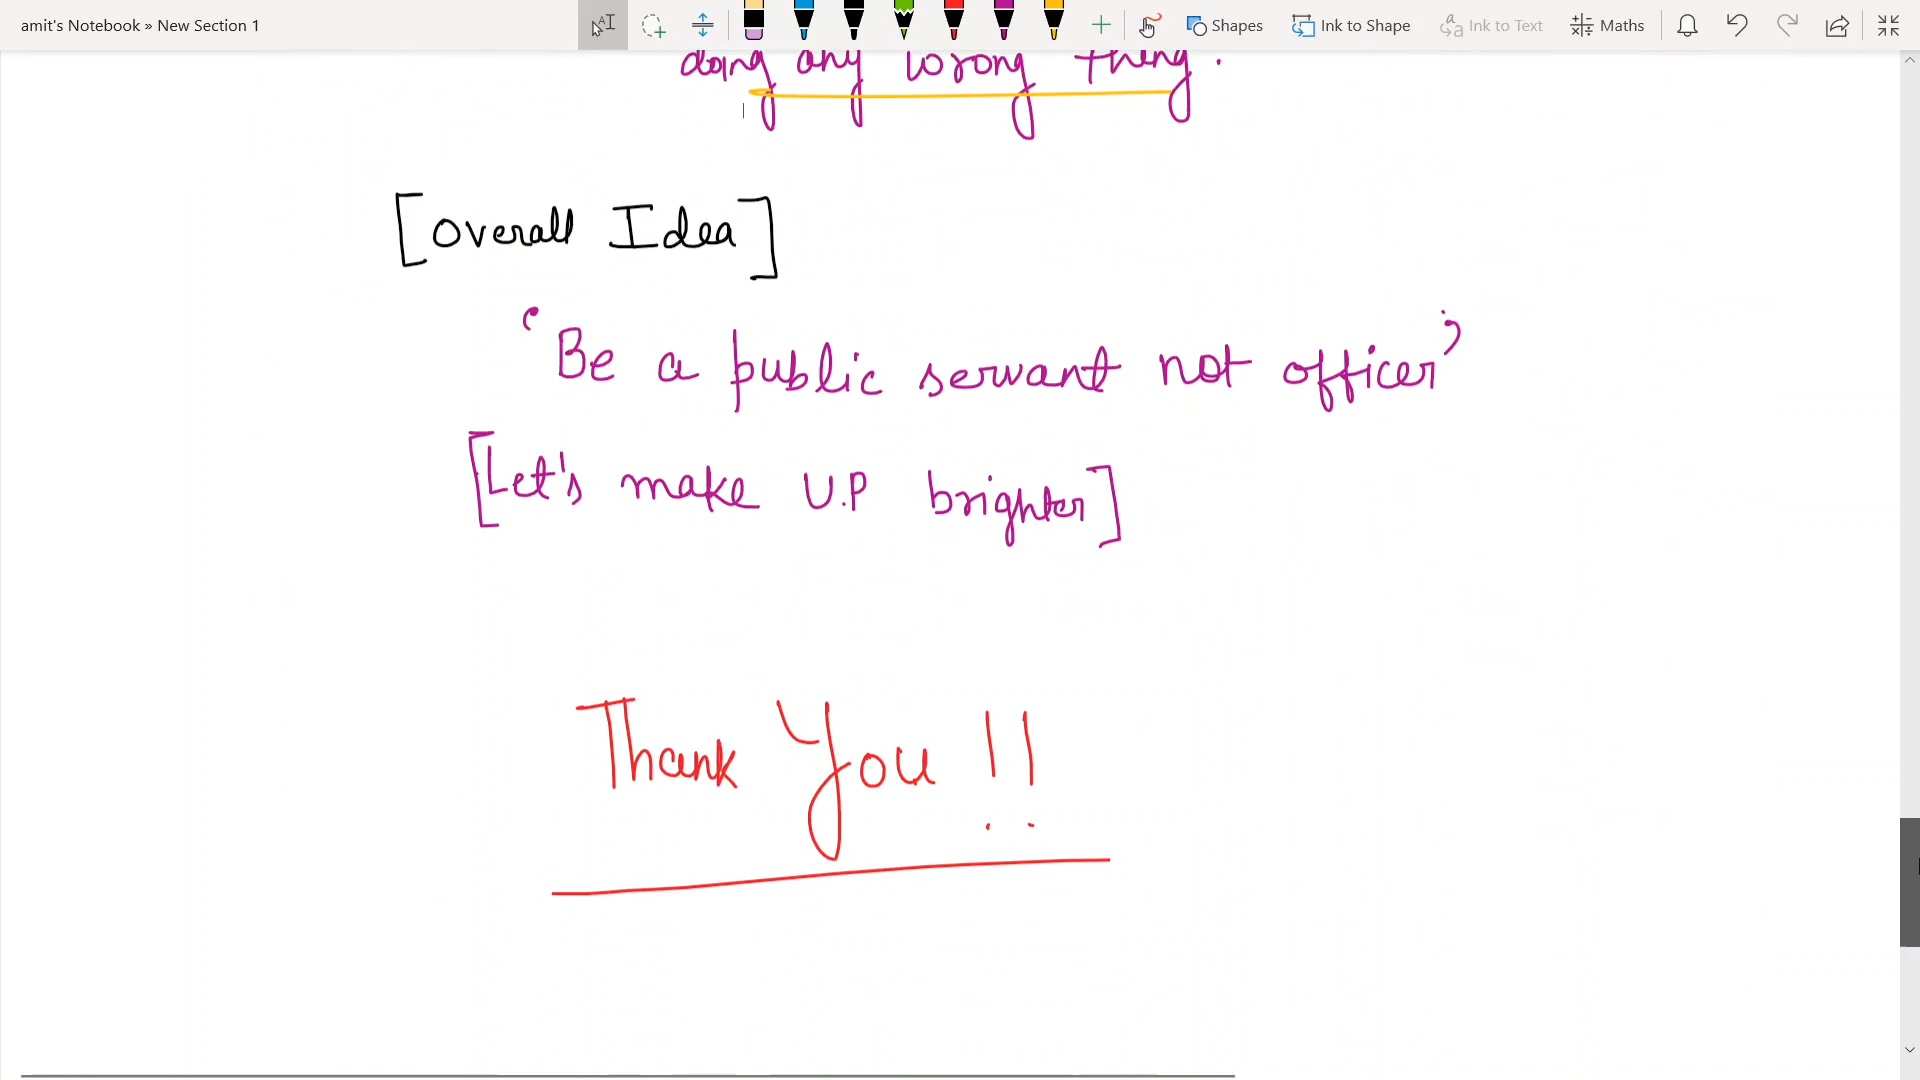 amit's Notebook » New Section 1
Shapes Ink to Shape Ink to Text Maths
doing any wrong thing.
[Overall Idea]
'Be a public servant not officer'
[Let's make U.P brighter]
Thank You !!